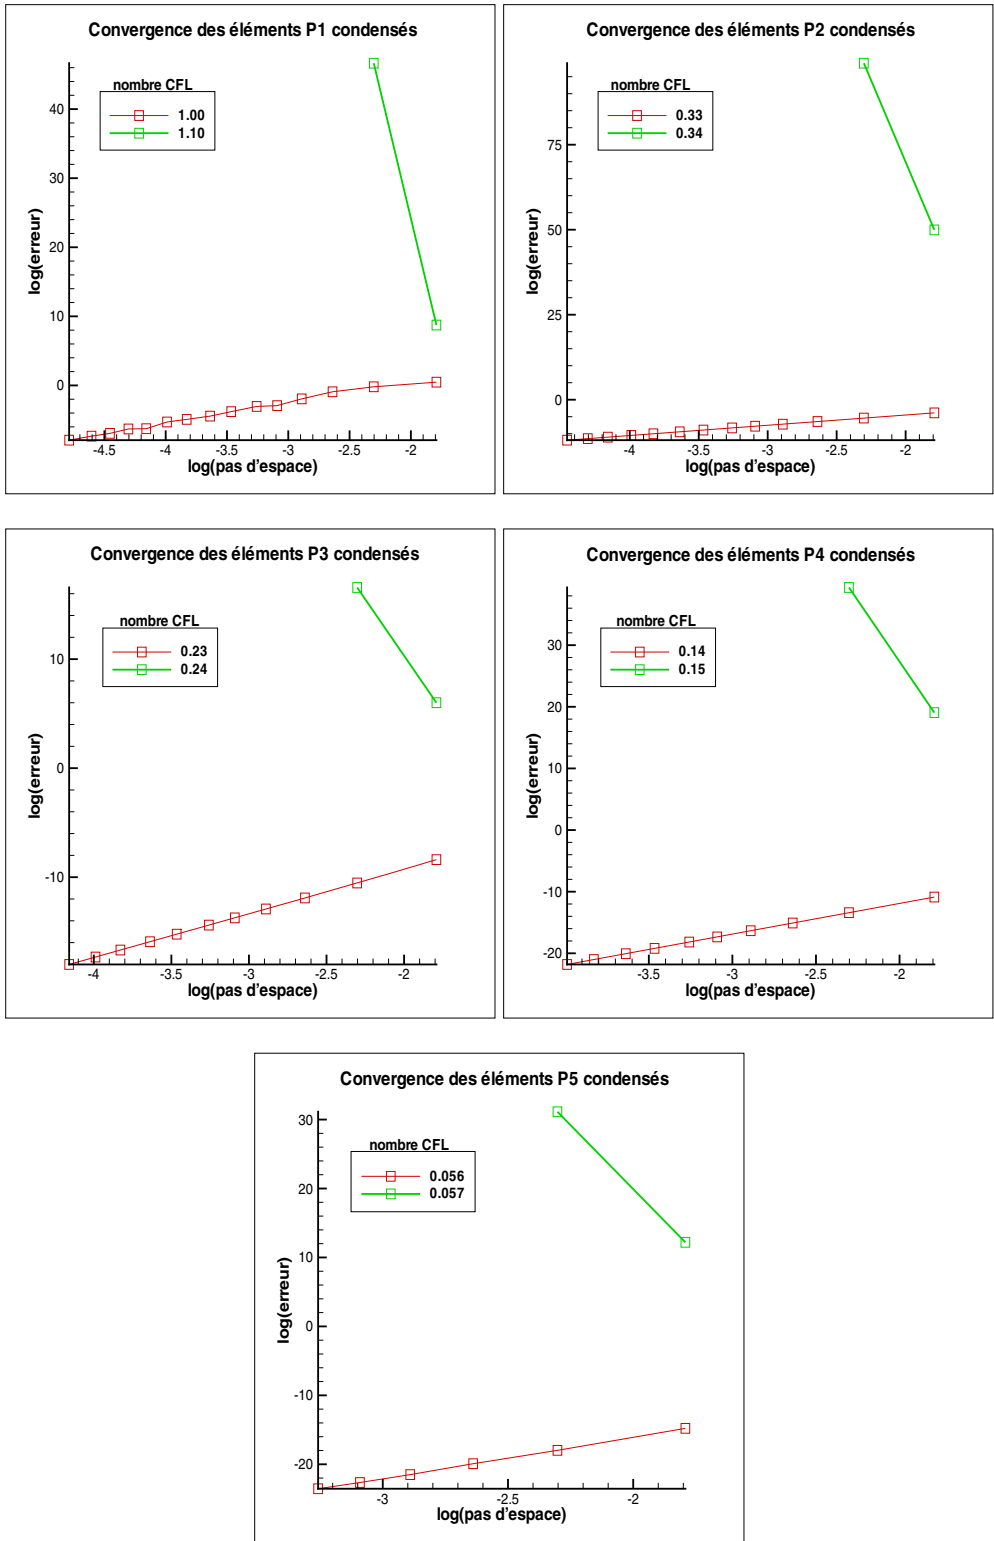 Convergence des éléments P1 condensés
nombre CFL
1.00
1.10
log(erreur)
40
30
20
10
0
-4.5 -4 -3.5 -3 -2.5 -2
log(pas d'espace)
Convergence des éléments P2 condensés
nombre CFL
0.33
0.34
log(erreur)
75
50
25
0
-4 -3.5 -3 -2.5 -2
log(pas d'espace)
Convergence des éléments P3 condensés
nombre CFL
0.23
0.24
log(erreur)
10
0
-10
-4 -3.5 -3 -2.5 -2
log(pas d'espace)
Convergence des éléments P4 condensés
nombre CFL
0.14
0.15
log(erreur)
30
20
10
0
-10
-20
-3.5 -3 -2.5 -2
log(pas d'espace)
Convergence des éléments P5 condensés
nombre CFL
0.056
0.057
log(erreur)
30
20
10
0
-10
-20
-3 -2.5 -2
log(pas d'espace)